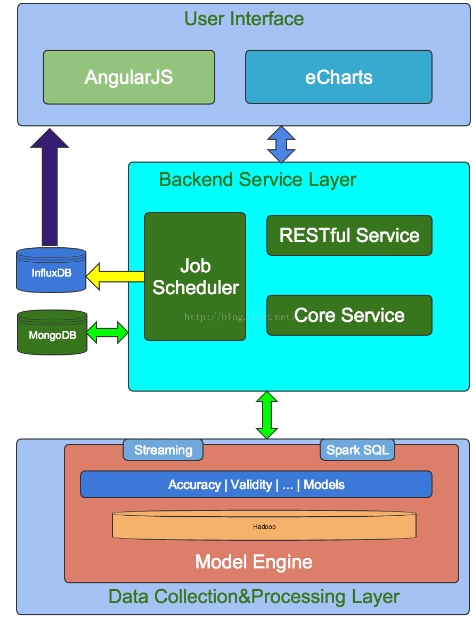 User Interface
AngularJS
eCharts
Backend Service Layer
Job
Scheduler
RESTful Service
Core Service
InfluxDB
MongoDB
Streaming
Spark SQL
Accuracy | Validity | ... | Models
Hadoop
Model Engine
Data Collection&Processing Layer